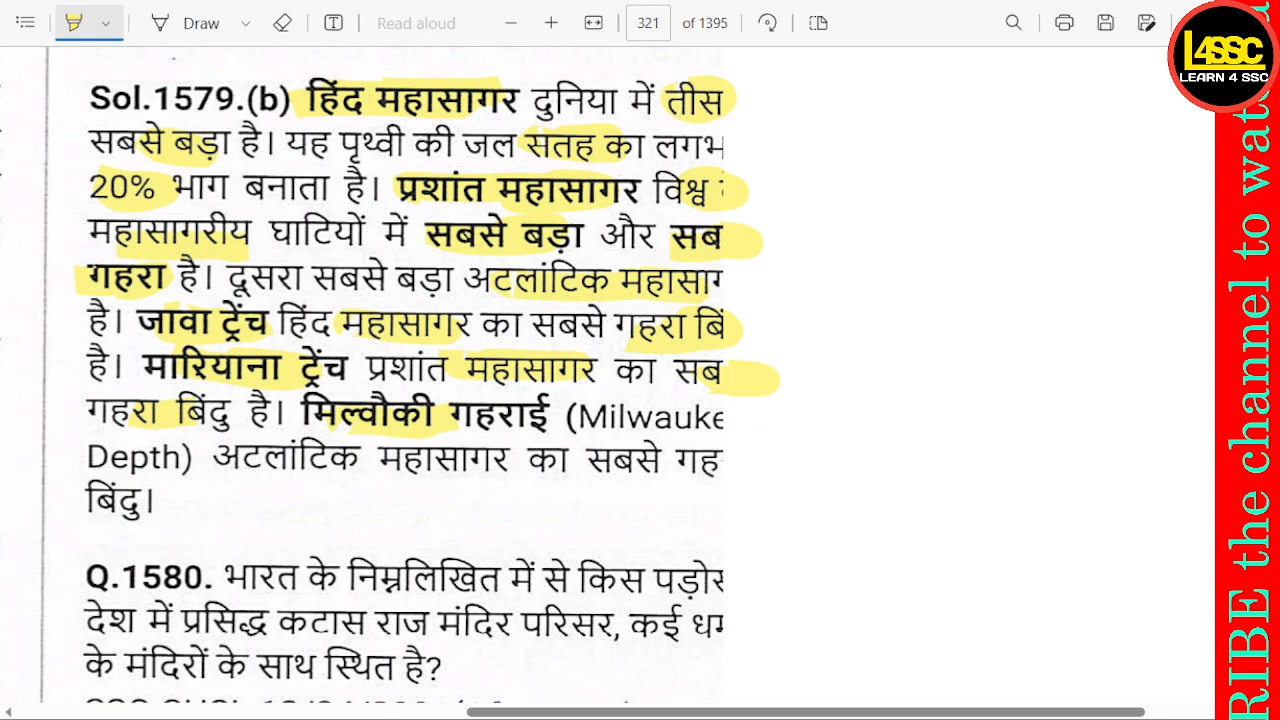 Draw
Read aloud
321 of 1395
L4SSC
LEARN 4 SSC
RIBE the channel to wat
Sol.1579.(b) हिंद महासागर दुनिया में तीस
सबसे बड़ा है। यह पृथ्वी की जल सतह का लगभ
20% भाग बनाता है। प्रशांत महासागर विश्व
महासागरीय घाटियों में सबसे बड़ा और सब
गहरा है। दूसरा सबसे बड़ा अटलांटिक महासाग
है। जावा ट्रेंच हिंद महासागर का सबसे गहरा बिं
है। मारियाना ट्रेंच प्रशांत महासागर का सब
गहरा बिंदु है। मिल्वौकी गहराई (Milwauke
Depth) अटलांटिक महासागर का सबसे गह
बिंदु।
Q.1580. भारत के निम्नलिखित में से किस पड़ोस
देश में प्रसिद्ध कटास राज मंदिर परिसर, कई धम
के मंदिरों के साथ स्थित है?